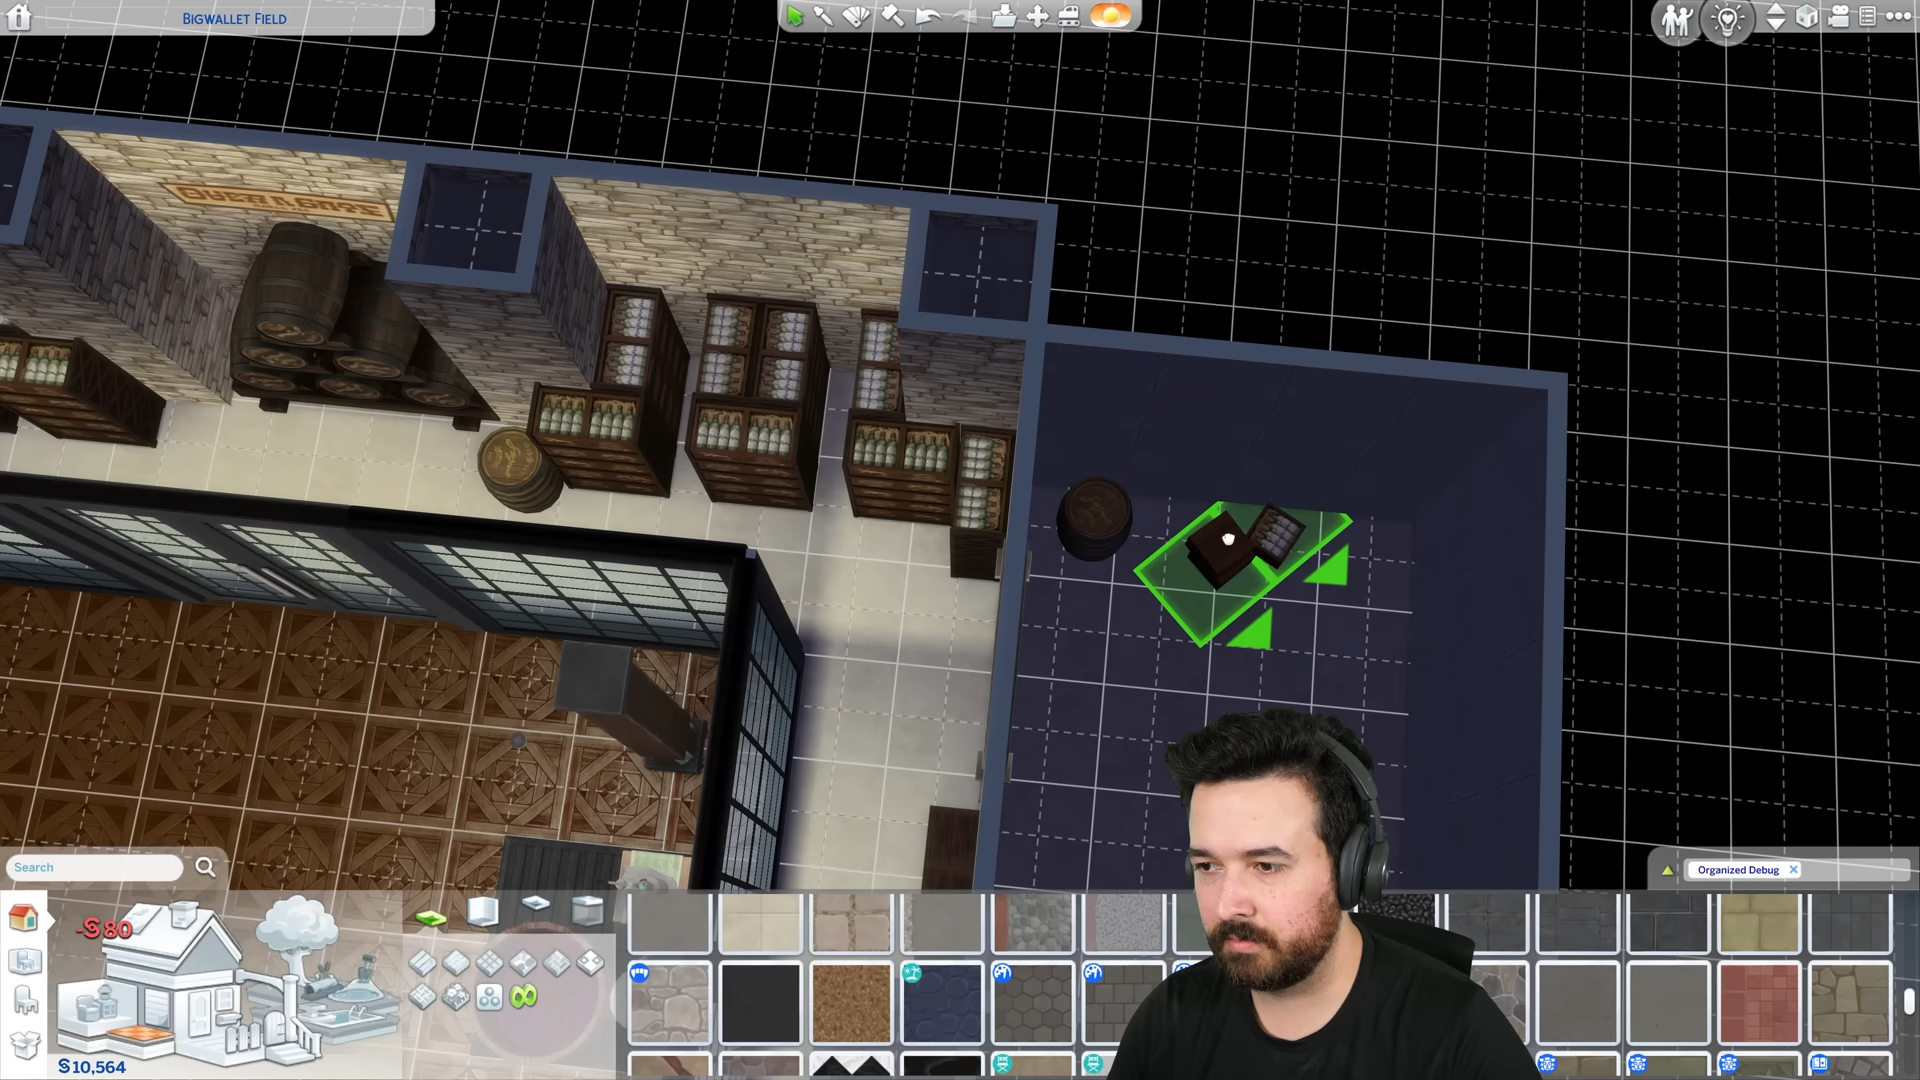 Bigwallet Field
Search
Organized Debug
-§80
§10,564